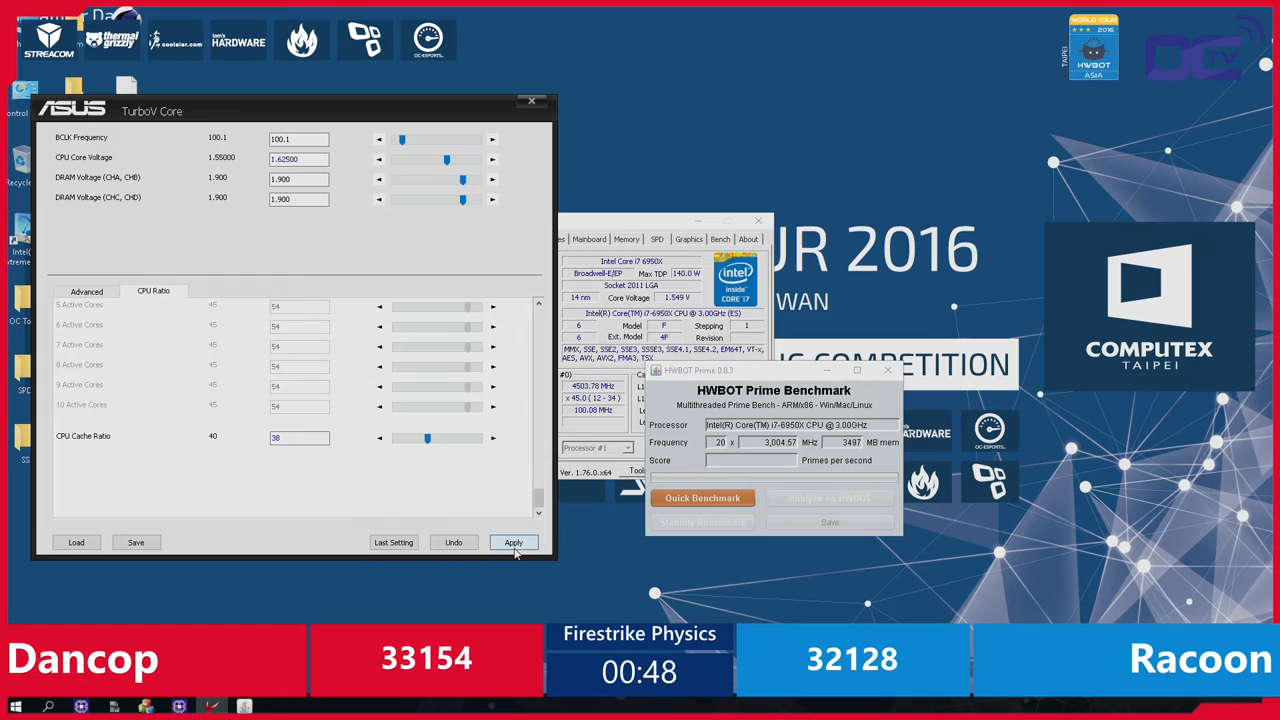 STREACOM
thermal
grizzly
coolaler.com
tom's
HARDWARE
OC-ESPORTS
WORLD TOUR
2016
TAIPEI
HWBOT
ASIA
TV
ASUS TurboV Core
BCLK Frequency 100.1 100.1
CPU Core Voltage 1.55000 1.62500
DRAM Voltage (CHA, CHB) 1.900 1.900
DRAM Voltage (CHC, CHD) 1.900 1.900
Advanced CPU Ratio
5 Active Cores 45 54
6 Active Cores 45 54
7 Active Cores 45 54
8 Active Cores 45 54
9 Active Cores 45 54
10 Active Cores 45 54
CPU Cache Ratio 40 38
Load Save Last Setting Undo Apply
Mainboard Memory SPD Graphics Bench About
Intel Core i7 6950X
Broadwell-E/EP Max TDP 140.0 W
Socket 2011 LGA
14 nm Core Voltage 1.549 V
Intel(R) Core(TM) i7-6950X CPU @ 3.00GHz (ES)
6 Model F Stepping 1
6 Ext. Model 4F Revision
MMX, SSE, SSE2, SSE3, SSSE3, SSE4.1, SSE4.2, EM64T, VT-x,
AES, AVX, AVX2, FMA3, TSX
intel
inside
CORE i7
#0)
4503.78 MHz
x 45.0 ( 12 - 34 )
100.08 MHz
Processor #1
Ver. 1.76.0.x64 Tools
HWBOT Prime 0.8.3
HWBOT Prime Benchmark
Multithreaded Prime Bench - ARM/x86 - Win/Mac/Linux
Processor Intel(R) Core(TM) i7-6950X CPU @ 3.00GHz
Frequency 20 x 3,004.57 MHz 3497 MB mem
Score Primes per second
Quick Benchmark Analyze on HWBOT
Stability Benchmark Save
UR 2016
WAN
COMPETITION
HARDWARE
OC-ESPORTS
COMPUTEX
TAIPEI
Dancop
33154
Firestrike Physics
00:48
32128
Racoon